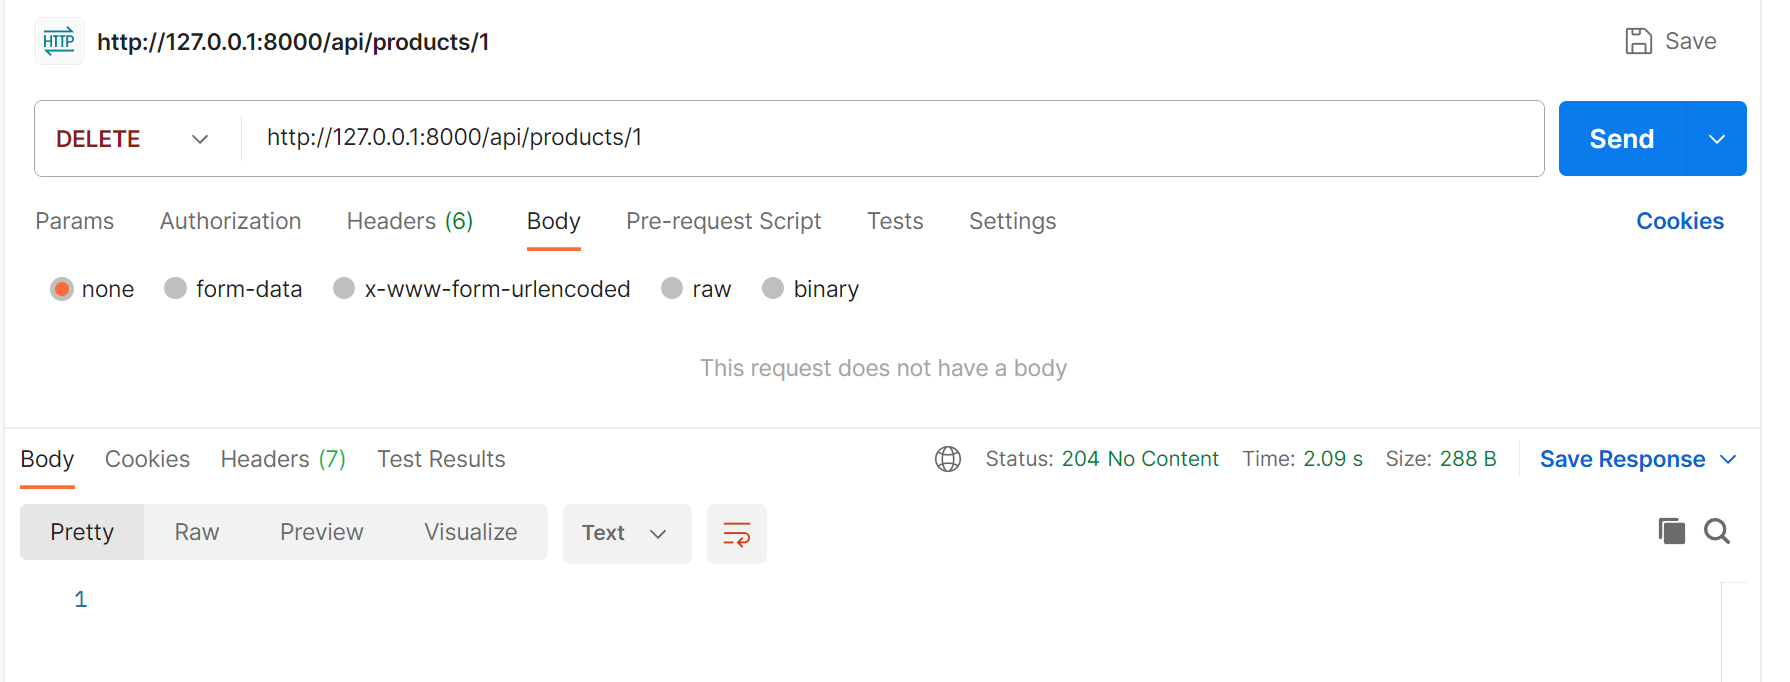 HTTP http://127.0.0.1:8000/api/products/1 Save
DELETE http://127.0.0.1:8000/api/products/1 Send
Params Authorization Headers (6) Body Pre-request Script Tests Settings Cookies
none form-data x-www-form-urlencoded raw binary
This request does not have a body
Body Cookies Headers (7) Test Results Status: 204 No Content Time: 2.09 s Size: 288 B Save Response
Pretty Raw Preview Visualize Text
1